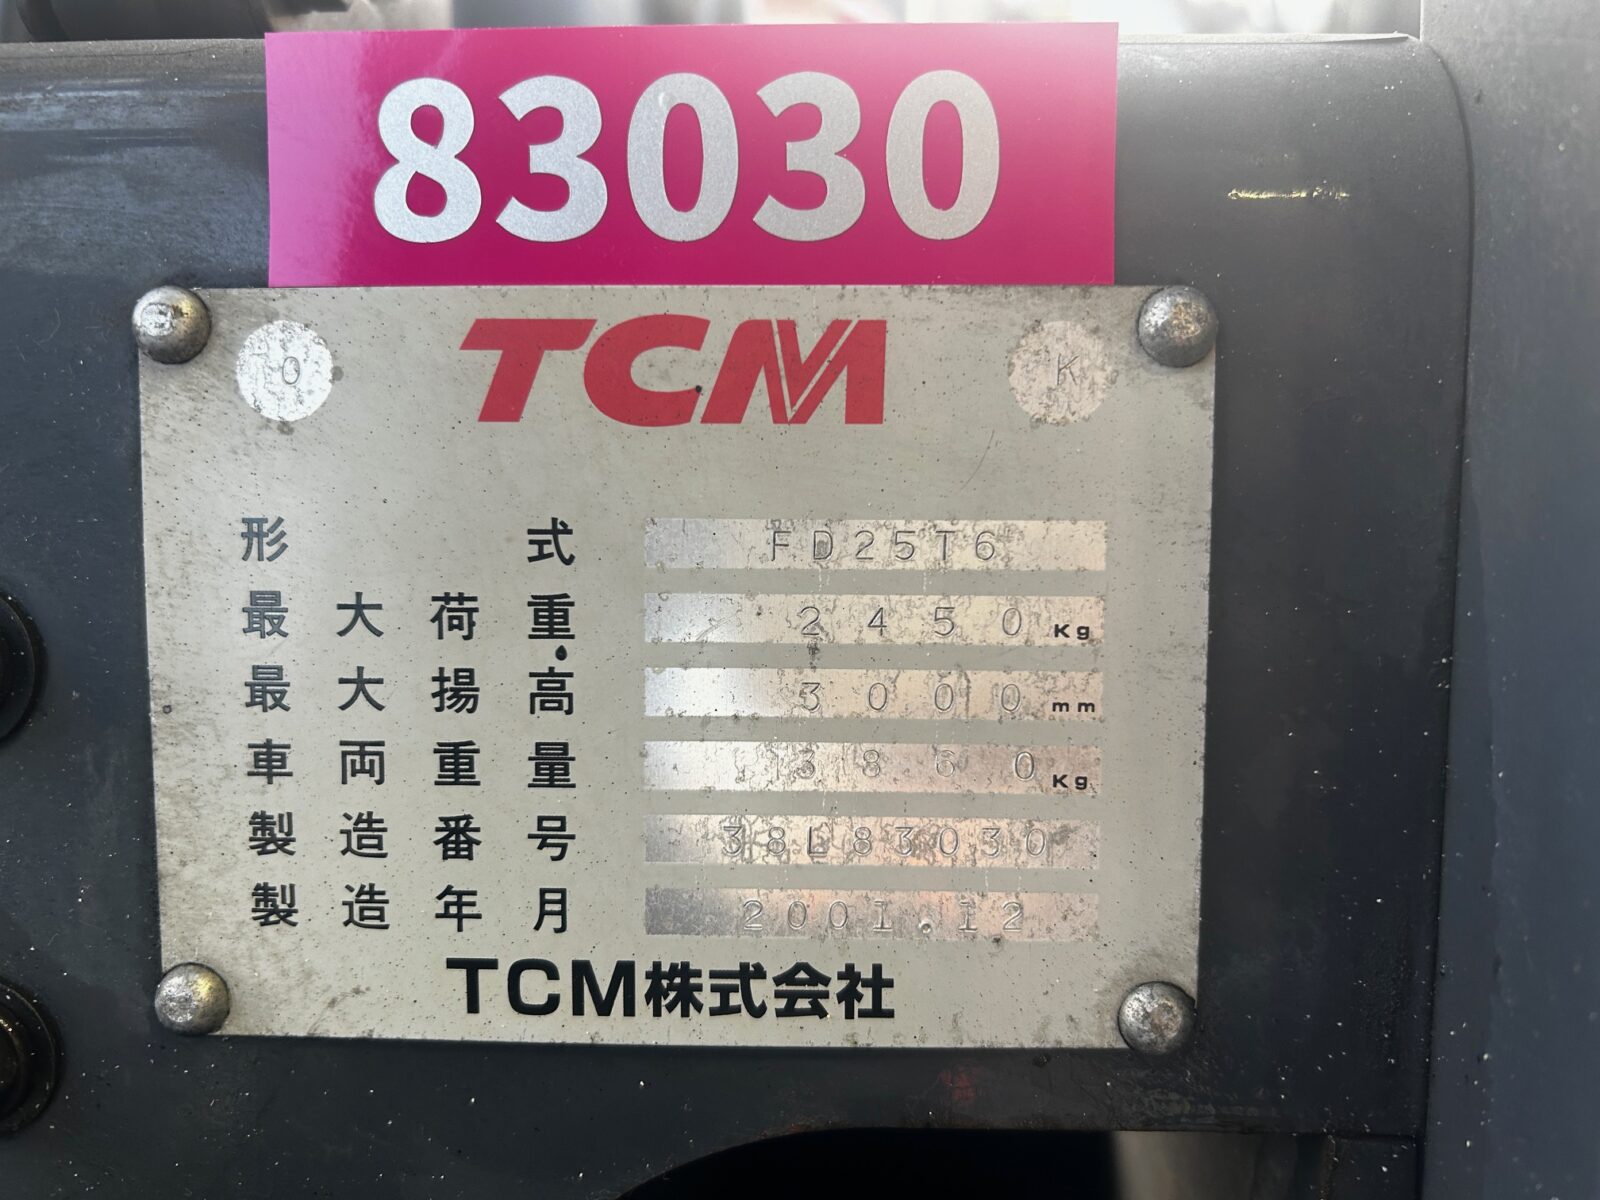 83030
O TCM K
形式 FD25T6
最大荷重 2450 Kg
最大揚高 3000 mm
車両重量 3860 Kg
製造番号 38L83030
製造年月 2001.12
TCM株式会社